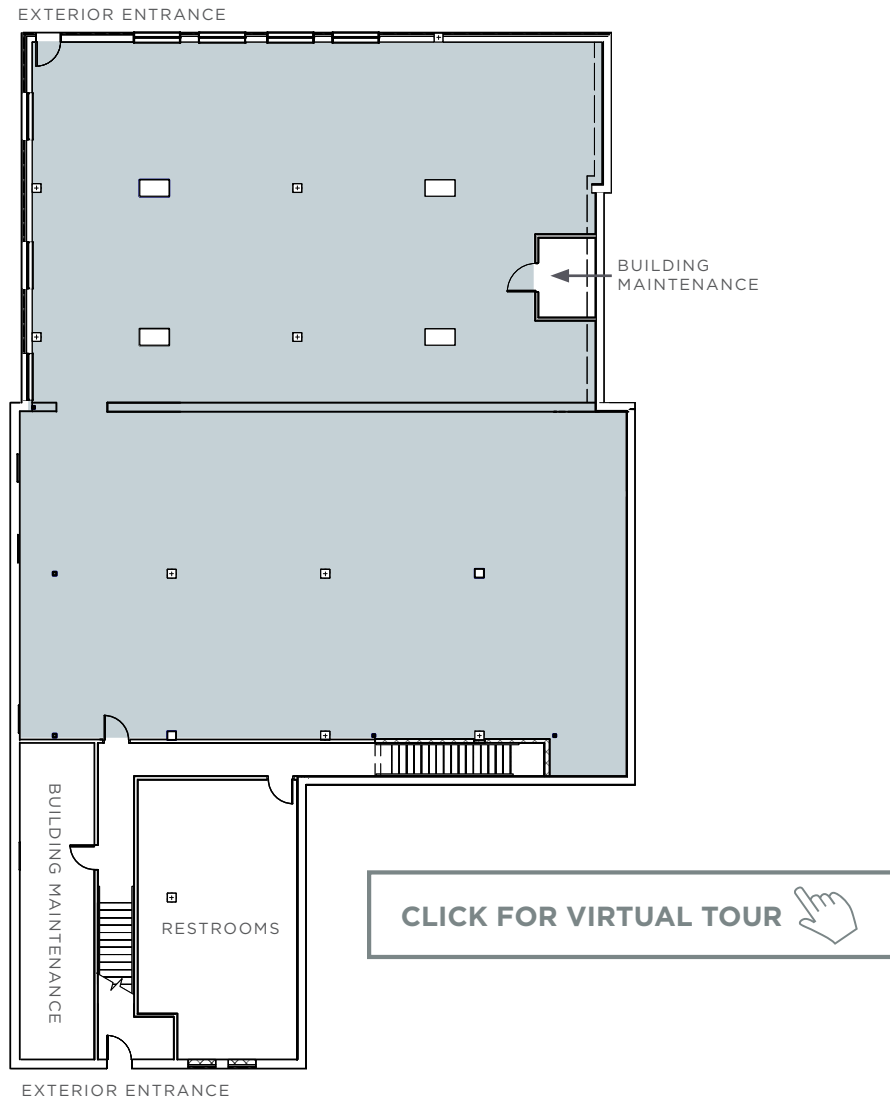 EXTERIOR ENTRANCE
BUILDING
MAINTENANCE
BUILDING MAINTENANCE
RESTROOMS
CLICK FOR VIRTUAL TOUR
EXTERIOR ENTRANCE